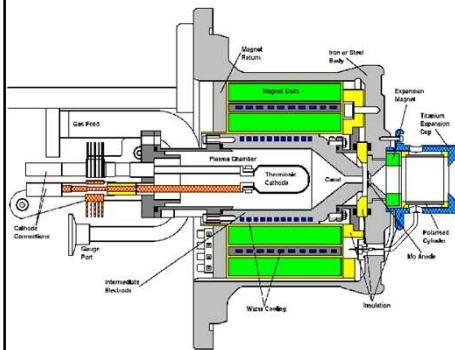 Magnet
Return
Iron or Steel
Body
Magnet Coils
Expansion
Magnet
Titanium
Expansion
Cup
Gas Feed
Plasma Chamber
Thermionic
Cathode
Canal
Cathode
Connections
Gauge
Port
Intermediate
Electrode
Water Cooling
Insulation
Mo Anode
Polarised
Cylinder